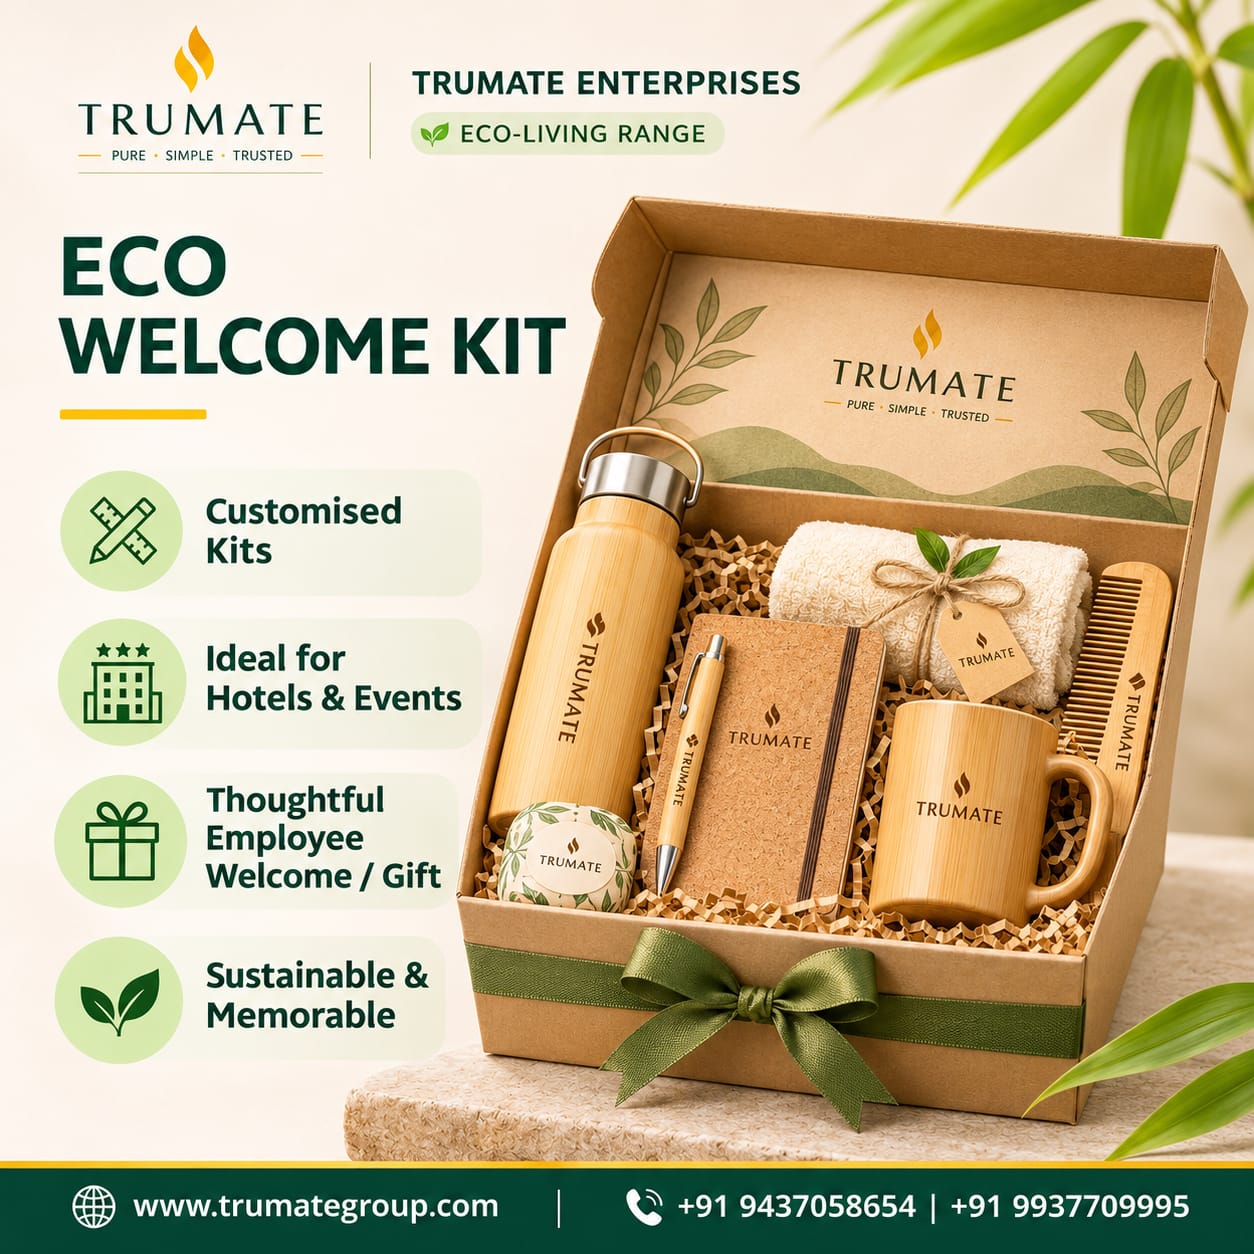 TRUMATE
PURE · SIMPLE · TRUSTED
TRUMATE ENTERPRISES
ECO-LIVING RANGE
ECO
WELCOME KIT
Customised
Kits
Ideal for
Hotels & Events
Thoughtful
Employee
Welcome / Gift
Sustainable &
Memorable
TRUMATE
PURE · SIMPLE · TRUSTED
TRUMATE
TRUMATE
TRUMATE
TRUMATE
TRUMATE
TRUMATE
TRUMATE
www.trumategroup.com | +91 9437058654 | +91 9937709995